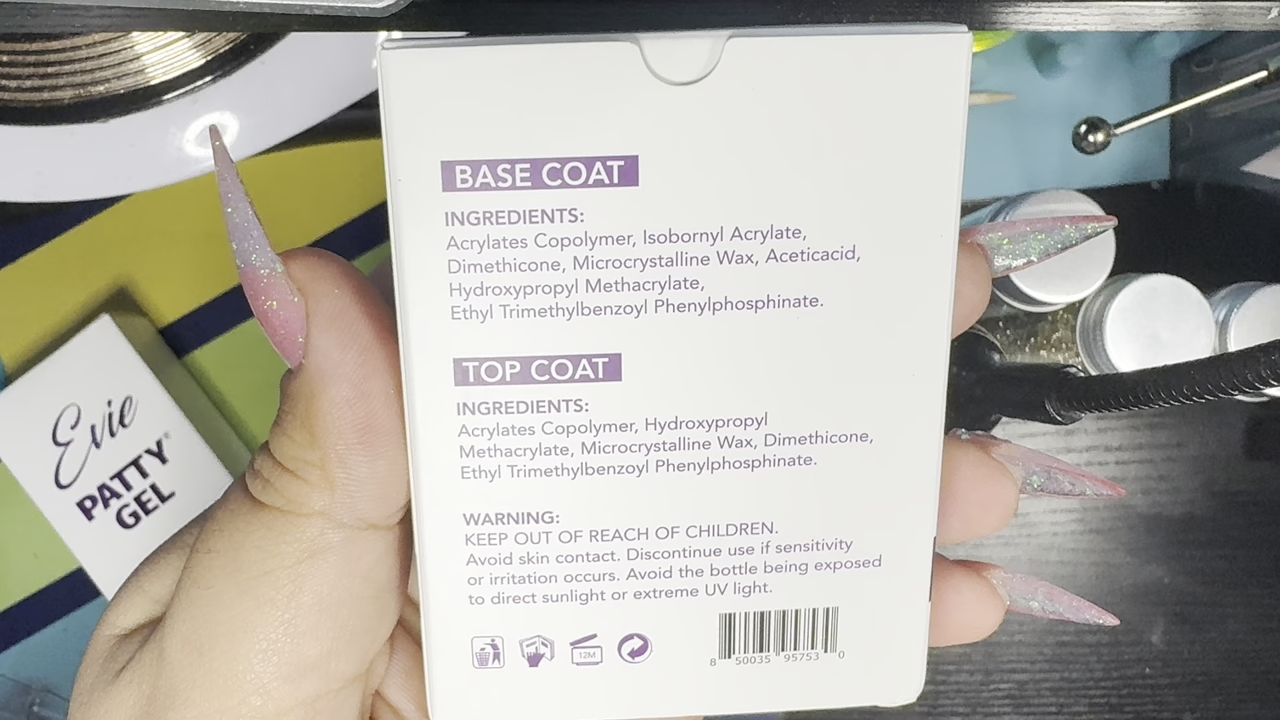 BASE COAT
INGREDIENTS:
Acrylates Copolymer, Isobornyl Acrylate,
Dimethicone, Microcrystalline Wax, Aceticacid,
Hydroxypropyl Methacrylate,
Ethyl Trimethylbenzoyl Phenylphosphinate.
TOP COAT
INGREDIENTS:
Acrylates Copolymer, Hydroxypropyl
Methacrylate, Microcrystalline Wax, Dimethicone,
Ethyl Trimethylbenzoyl Phenylphosphinate.
WARNING:
KEEP OUT OF REACH OF CHILDREN.
Avoid skin contact. Discontinue use if sensitivity
or irritation occurs. Avoid the bottle being exposed
to direct sunlight or extreme UV light.
12M
8 50035 95753 0
Evie
PATTY®
GEL